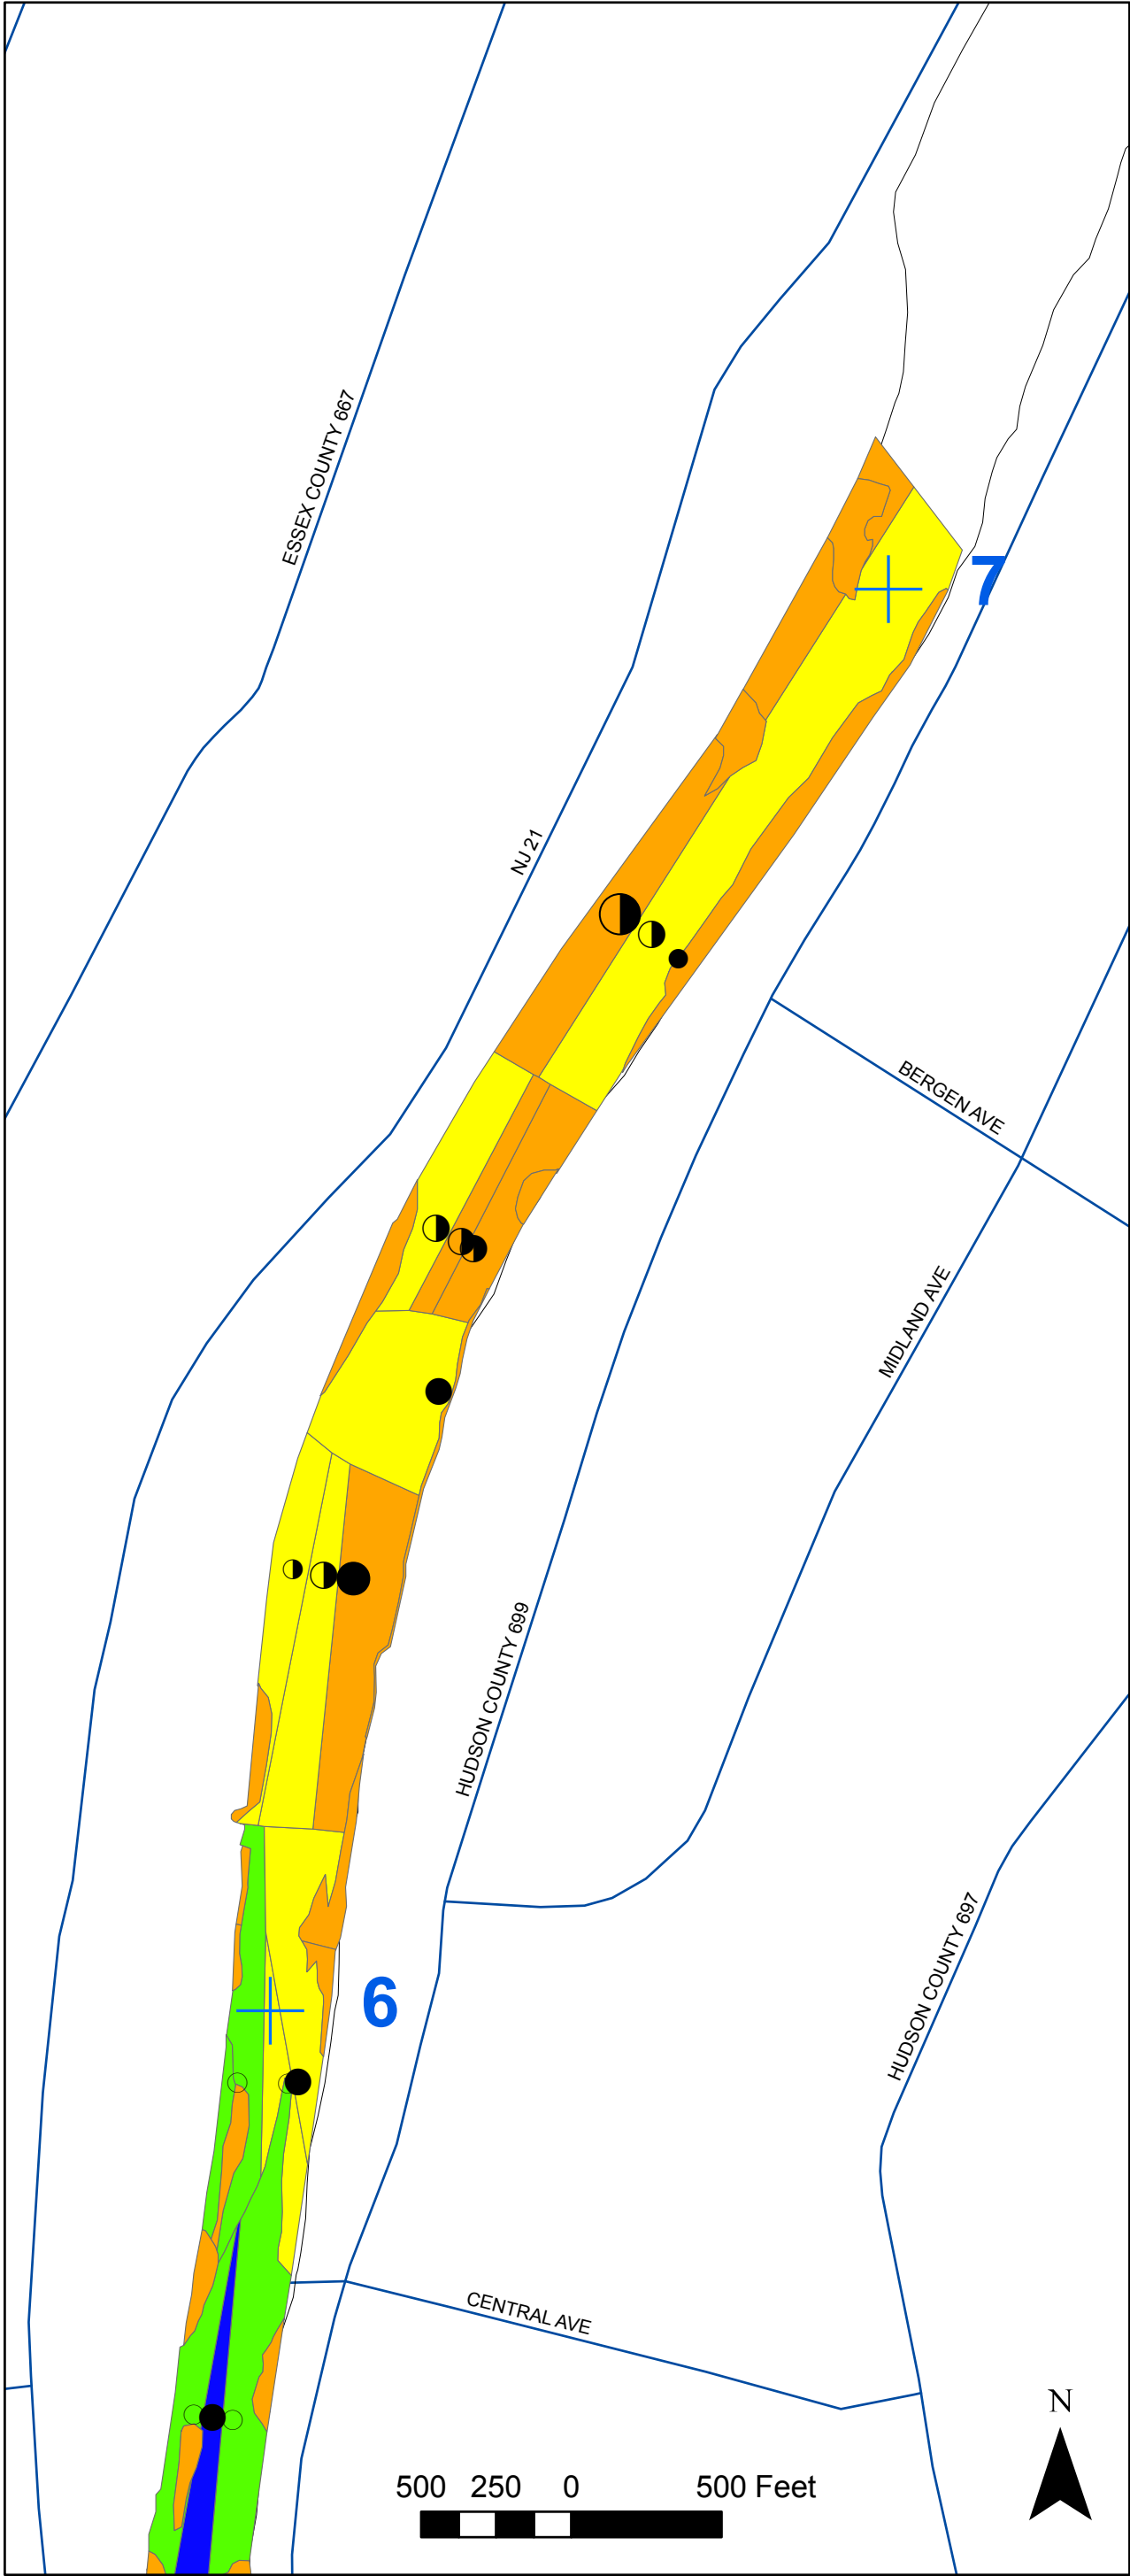 ESSEX COUNTY 667
7
NJ 21
BERGEN AVE
MIDLAND AVE
HUDSON COUNTY 699
HUDSON COUNTY 697
6
CENTRAL AVE
N
500 250 0 500 Feet